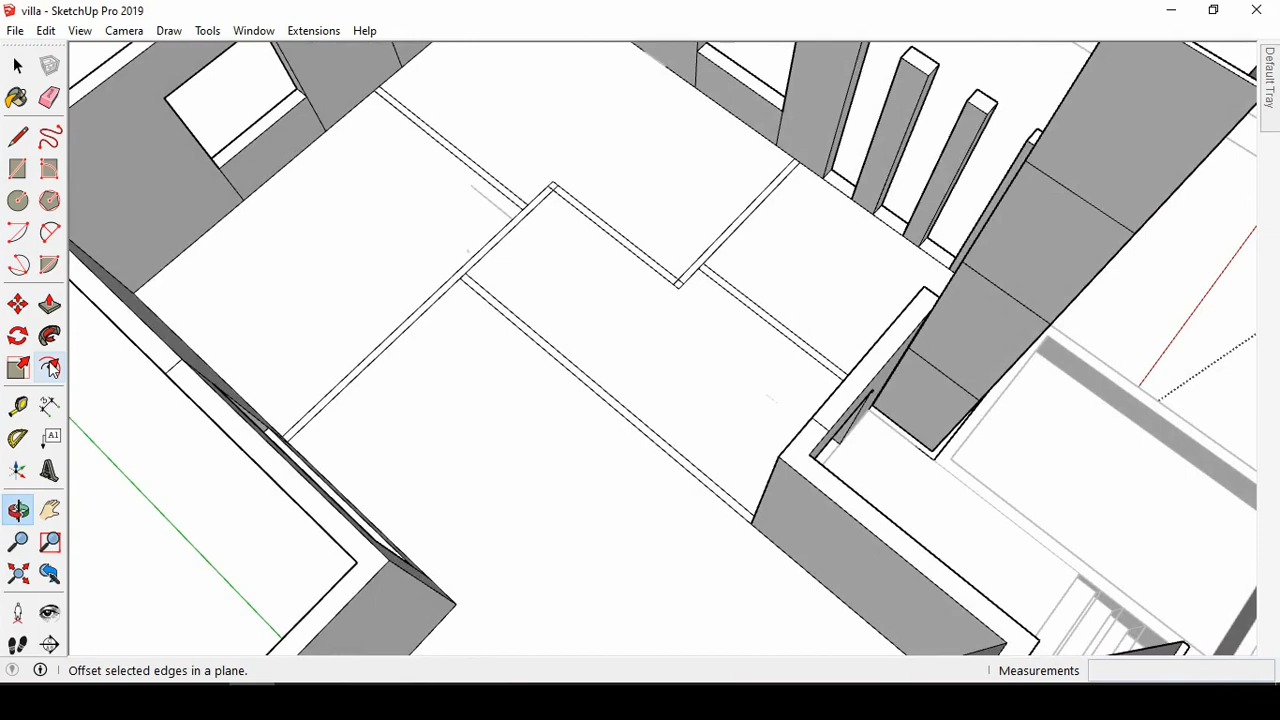 villa - SketchUp Pro 2019
File Edit View Camera Draw Tools Window Extensions Help
Default Tray
A1
Offset selected edges in a plane.
Measurements